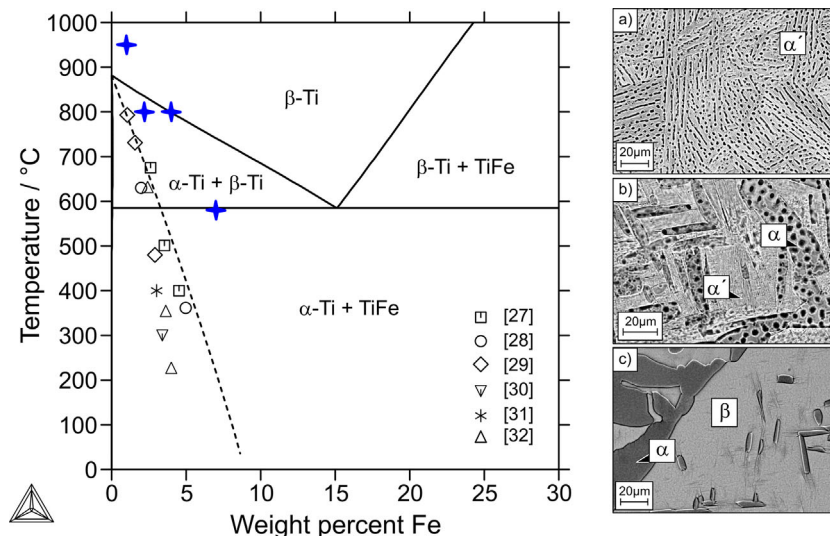 1000
900
800
700
600
500
400
300
200
100
0
Temperature / °C
0 5 10 15 20 25 30
Weight percent Fe
β-Ti
α-Ti + β-Ti
β-Ti + TiFe
α-Ti + TiFe
[27]
[28]
[29]
[30]
[31]
[32]
a)
α´
20µm
b)
α
α´
20µm
c)
β
α
20µm